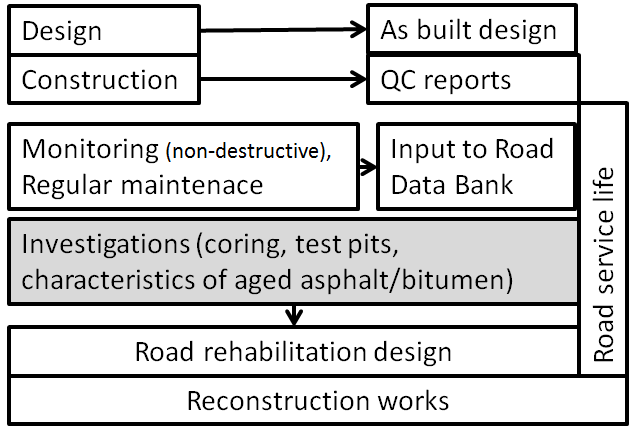 Design
As built design
Construction
QC reports
Monitoring (non-destructive),
Regular maintenace
Input to Road
Data Bank
Investigations (coring, test pits,
characteristics of aged asphalt/bitumen)
Road rehabilitation design
Reconstruction works
Road service life